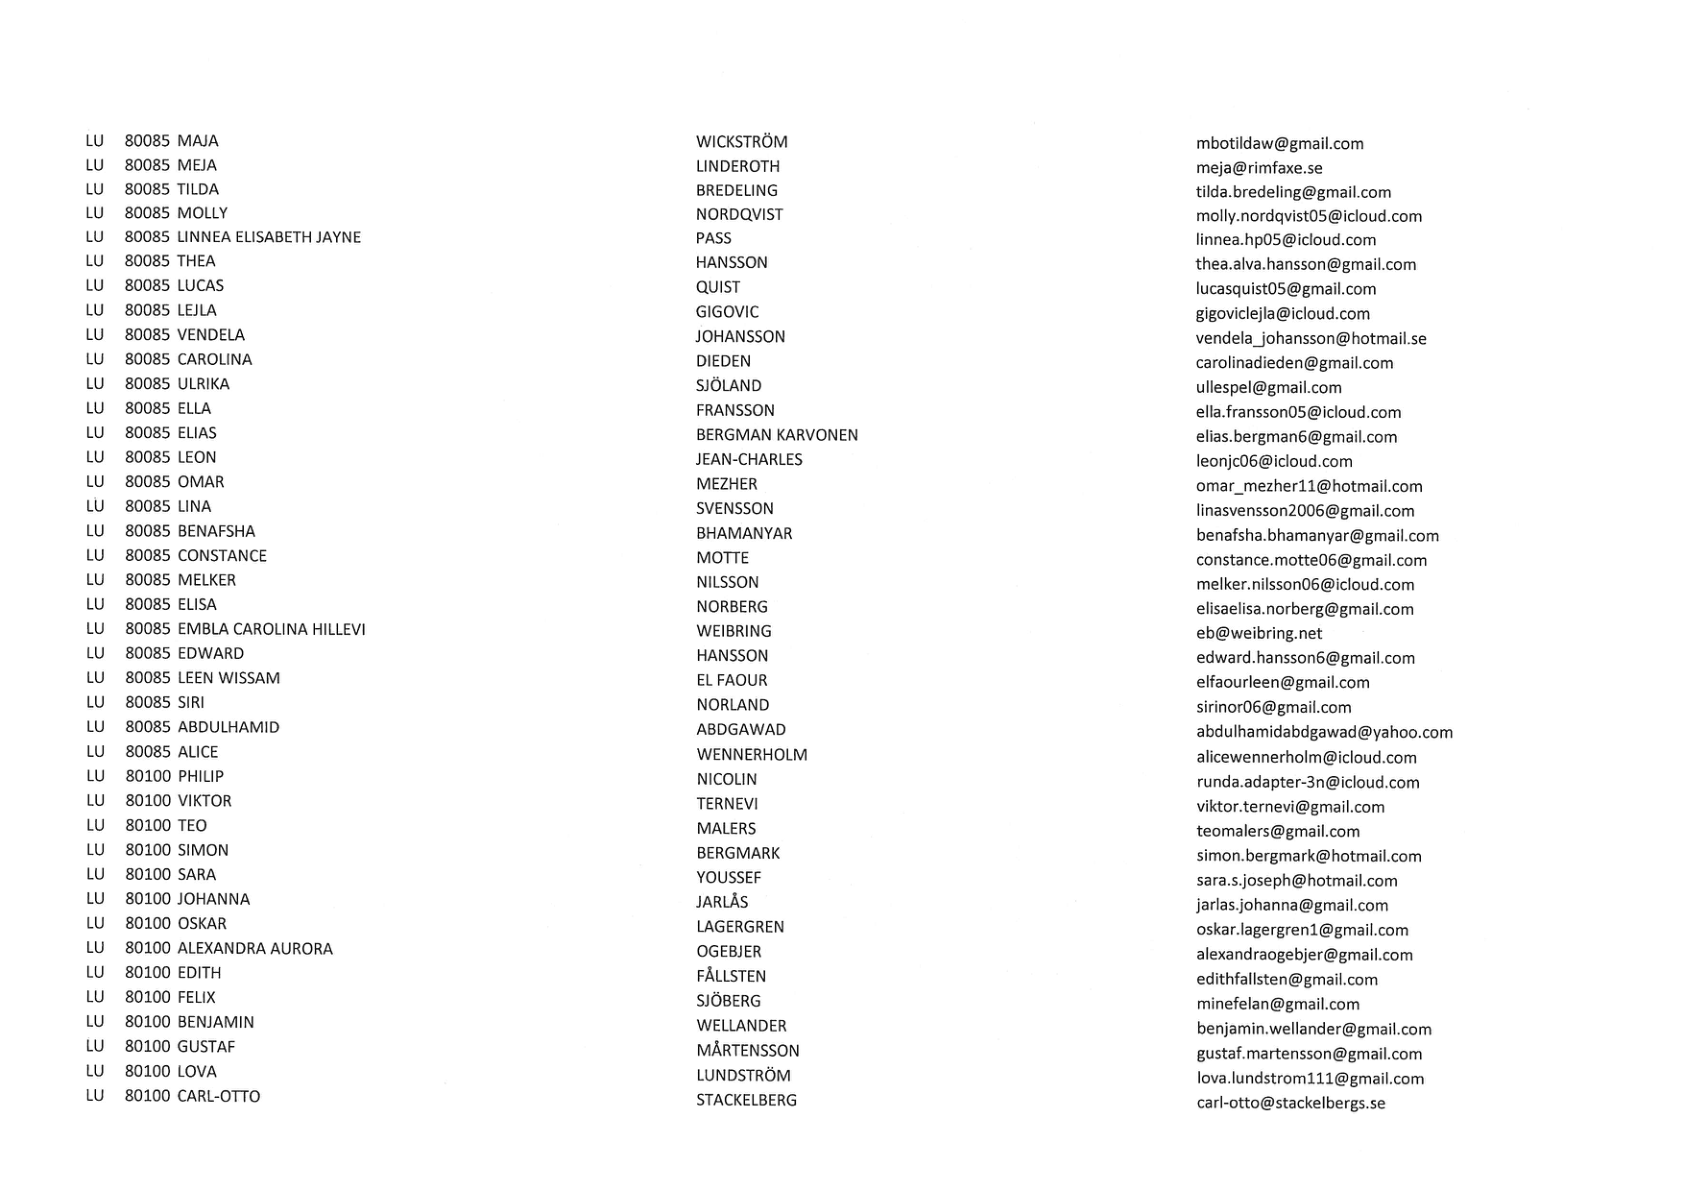 LU 80085 MAJA WICKSTRÖM mbotildaw@gmail.com
LU 80085 MEJA LINDEROTH meja@rimfaxe.se
LU 80085 TILDA BREDELING tilda.bredeling@gmail.com
LU 80085 MOLLY NORDQVIST molly.nordqvist05@icloud.com
LU 80085 LINNEA ELISABETH JAYNE PASS linnea.hp05@icloud.com
LU 80085 THEA HANSSON thea.alva.hansson@gmail.com
LU 80085 LUCAS QUIST lucasquist05@gmail.com
LU 80085 LEJLA GIGOVIC gigoviclejla@icloud.com
LU 80085 VENDELA JOHANSSON vendela_johansson@hotmail.se
LU 80085 CAROLINA DIEDEN carolinadieden@gmail.com
LU 80085 ULRIKA SJÖLAND ullespel@gmail.com
LU 80085 ELLA FRANSSON ella.fransson05@icloud.com
LU 80085 ELIAS BERGMAN KARVONEN elias.bergman6@gmail.com
LU 80085 LEON JEAN-CHARLES leonjc06@icloud.com
LU 80085 OMAR MEZHER omar_mezher11@hotmail.com
LU 80085 LINA SVENSSON linasvensson2006@gmail.com
LU 80085 BENAFSHA BHAMANYAR benafsha.bhamanyar@gmail.com
LU 80085 CONSTANCE MOTTE constance.motte06@gmail.com
LU 80085 MELKER NILSSON melker.nilsson06@icloud.com
LU 80085 ELISA NORBERG elisaelisa.norberg@gmail.com
LU 80085 EMBLA CAROLINA HILLEVI WEIBRING eb@weibring.net
LU 80085 EDWARD HANSSON edward.hansson6@gmail.com
LU 80085 LEEN WISSAM EL FAOUR elfaourleen@gmail.com
LU 80085 SIRI NORLAND sirinor06@gmail.com
LU 80085 ABDULHAMID ABDGAWAD abdulhamidabdgawad@yahoo.com
LU 80085 ALICE WENNERHOLM alicewennerholm@icloud.com
LU 80100 PHILIP NICOLIN runda.adapter-3n@icloud.com
LU 80100 VIKTOR TERNEVI viktor.ternevi@gmail.com
LU 80100 TEO MALERS teomalers@gmail.com
LU 80100 SIMON BERGMARK simon.bergmark@hotmail.com
LU 80100 SARA YOUSSEF sara.s.joseph@hotmail.com
LU 80100 JOHANNA JARLÅS jarlas.johanna@gmail.com
LU 80100 OSKAR LAGERGREN oskar.lagergren1@gmail.com
LU 80100 ALEXANDRA AURORA OGEBJER alexandraogebjer@gmail.com
LU 80100 EDITH FÅLLSTEN edithfallsten@gmail.com
LU 80100 FELIX SJÖBERG minefelan@gmail.com
LU 80100 BENJAMIN WELLANDER benjamin.wellander@gmail.com
LU 80100 GUSTAF MÅRTENSSON gustaf.martensson@gmail.com
LU 80100 LOVA LUNDSTRÖM lova.lundstrom111@gmail.com
LU 80100 CARL-OTTO STACKELBERG carl-otto@stackelbergs.se